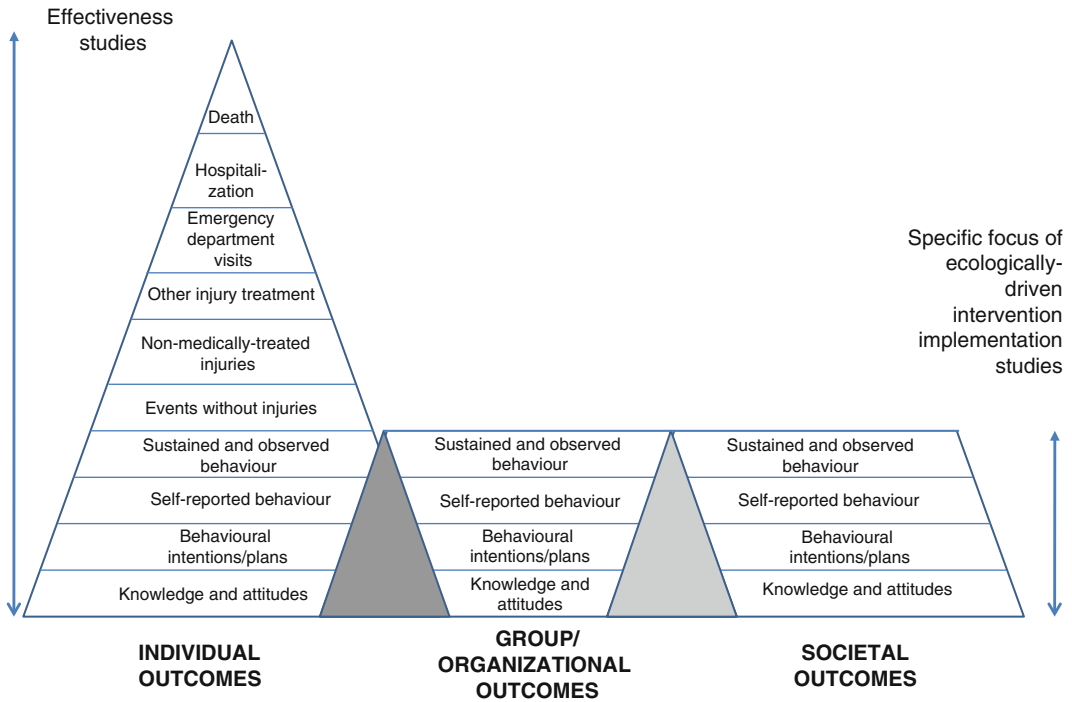 Effectiveness
studies
Death
Hospitali-
zation
Emergency
department
visits
Other injury treatment
Non-medically-treated
injuries
Events without injuries
Sustained and observed
behaviour
Self-reported behaviour
Behavioural
intentions/plans
Knowledge and attitudes
INDIVIDUAL
OUTCOMES
Sustained and observed
behaviour
Self-reported behaviour
Behavioural
intentions/plans
Knowledge and
attitudes
GROUP/
ORGANIZATIONAL
OUTCOMES
Sustained and observed
behaviour
Self-reported behaviour
Behavioural
intentions/plans
Knowledge and attitudes
SOCIETAL
OUTCOMES
Specific focus of
ecologically-
driven
intervention
implementation
studies